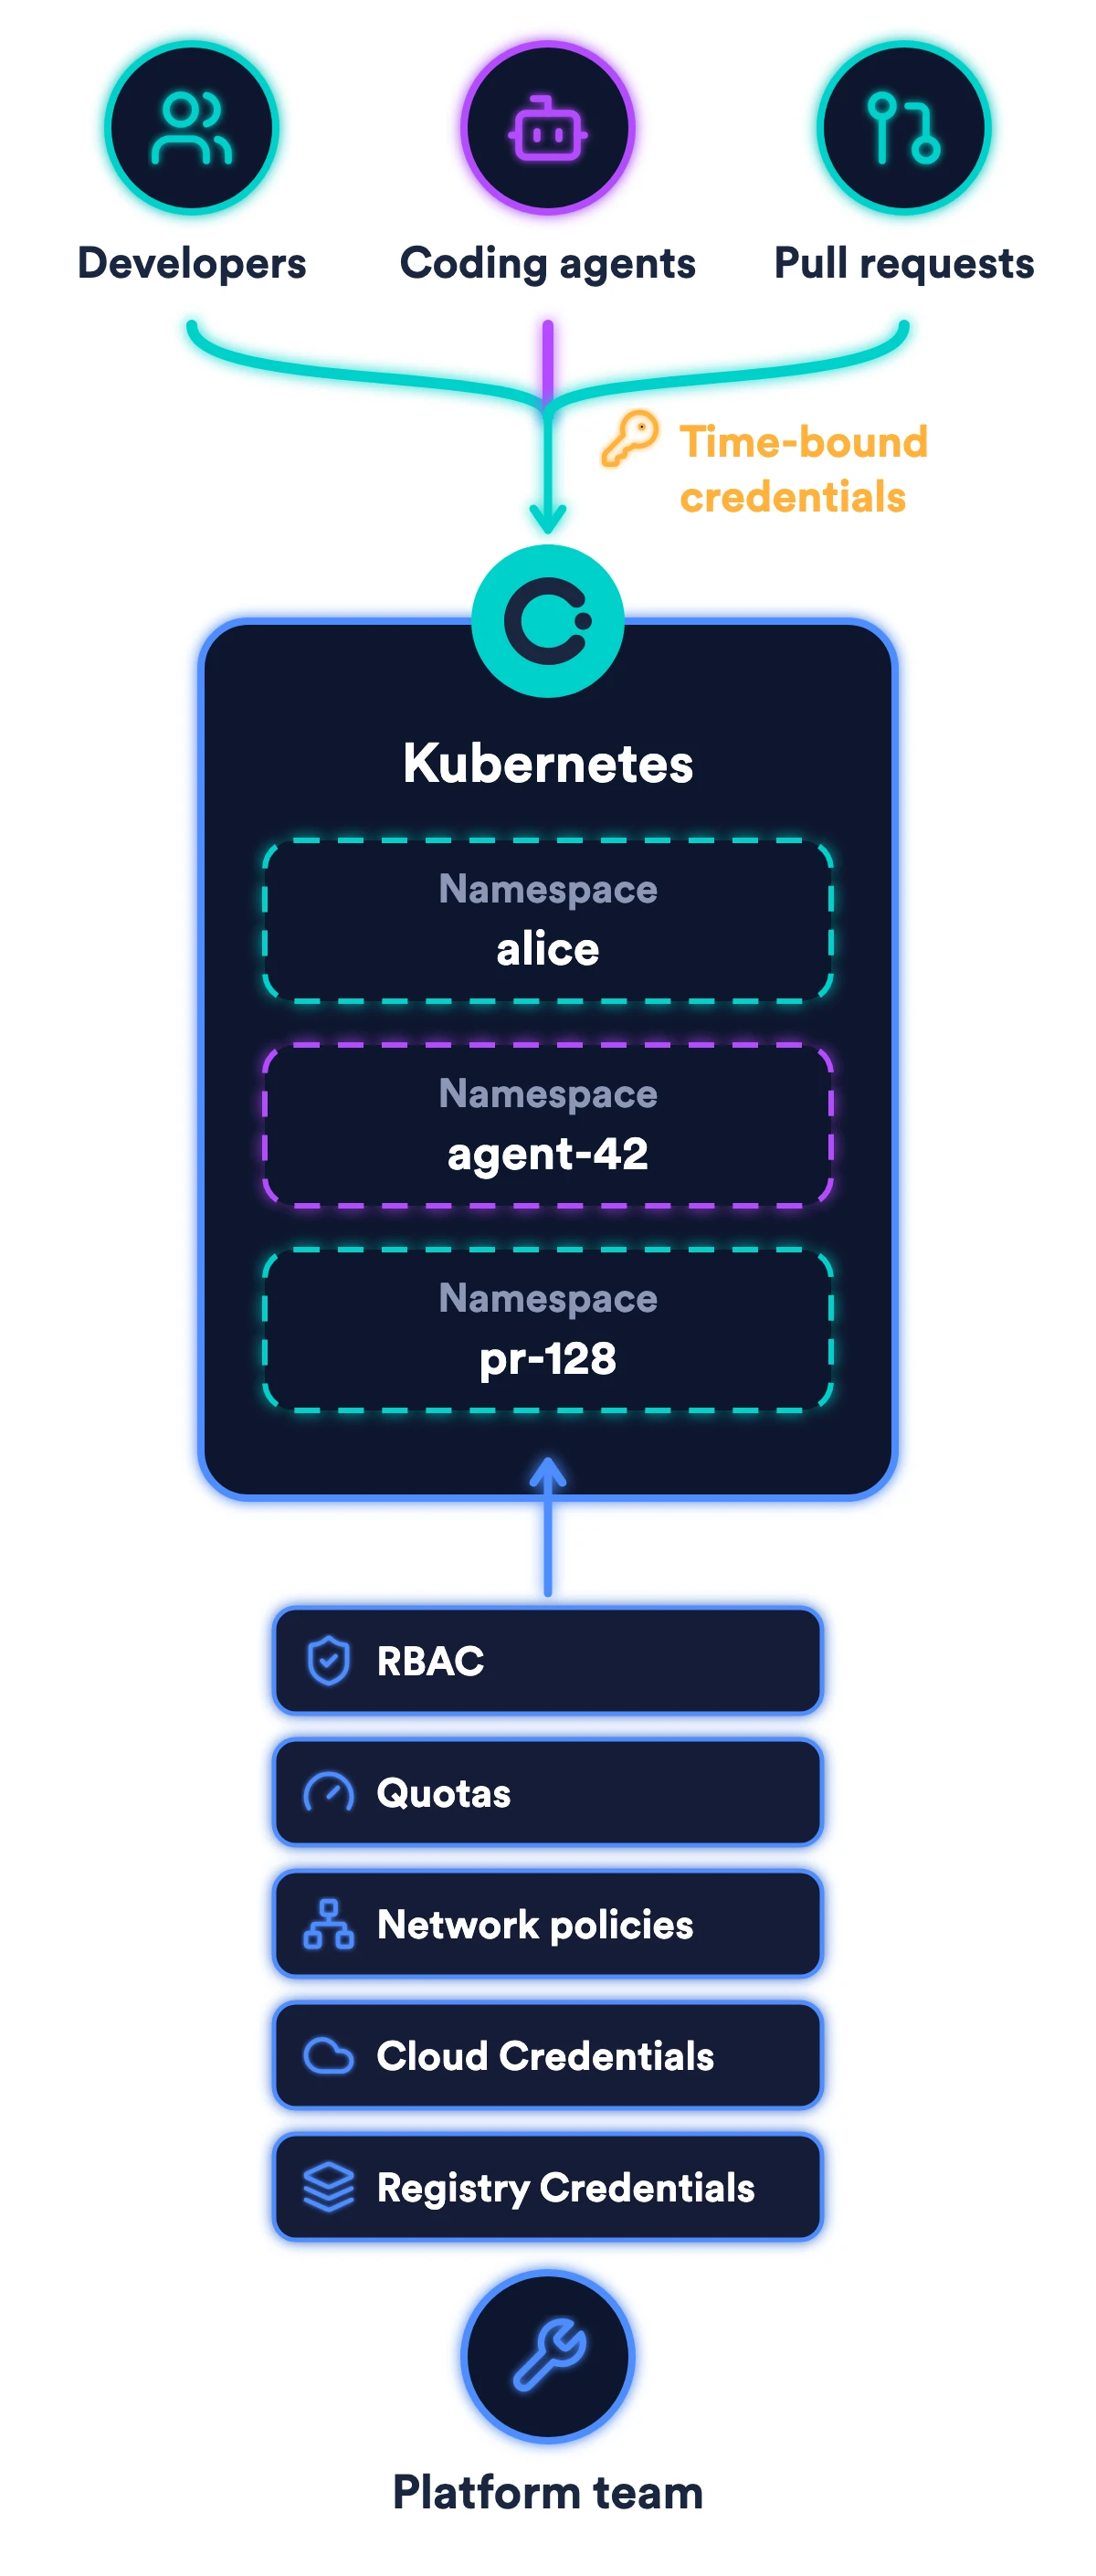 Developers
Coding agents
Pull requests
Time-bound
credentials
Kubernetes
Namespace
alice
Namespace
agent-42
Namespace
pr-128
RBAC
Quotas
Network policies
Cloud Credentials
Registry Credentials
Platform team